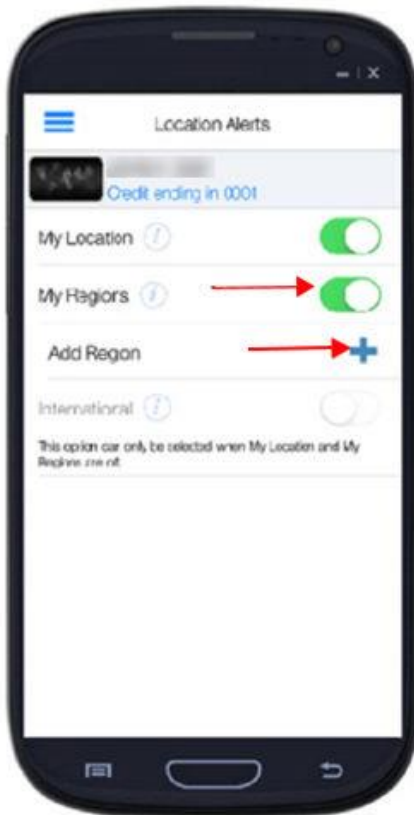 Location Alerts
Credit ending in 0001
My Location
My Regions
Add Region
International
This option can only be selected when My Location and My
Regions are off.